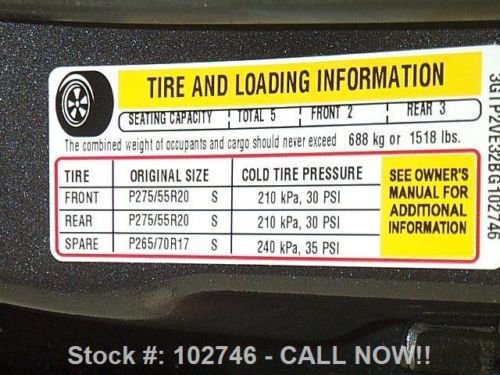 TIRE AND LOADING INFORMATION
SEATING CAPACITY TOTAL 5 FRONT 2 REAR 3
The combined weight of occupants and cargo should never exceed 688 kg or 1518 lbs.
TIRE ORIGINAL SIZE COLD TIRE PRESSURE
FRONT P275/55R20 S 210 kPa, 30 PSI
REAR P275/55R20 S 210 kPa, 30 PSI
SPARE P265/70R17 S 240 kPa, 35 PSI
SEE OWNER'S
MANUAL FOR
ADDITIONAL
INFORMATION
Stock #: 102746 - CALL NOW!!